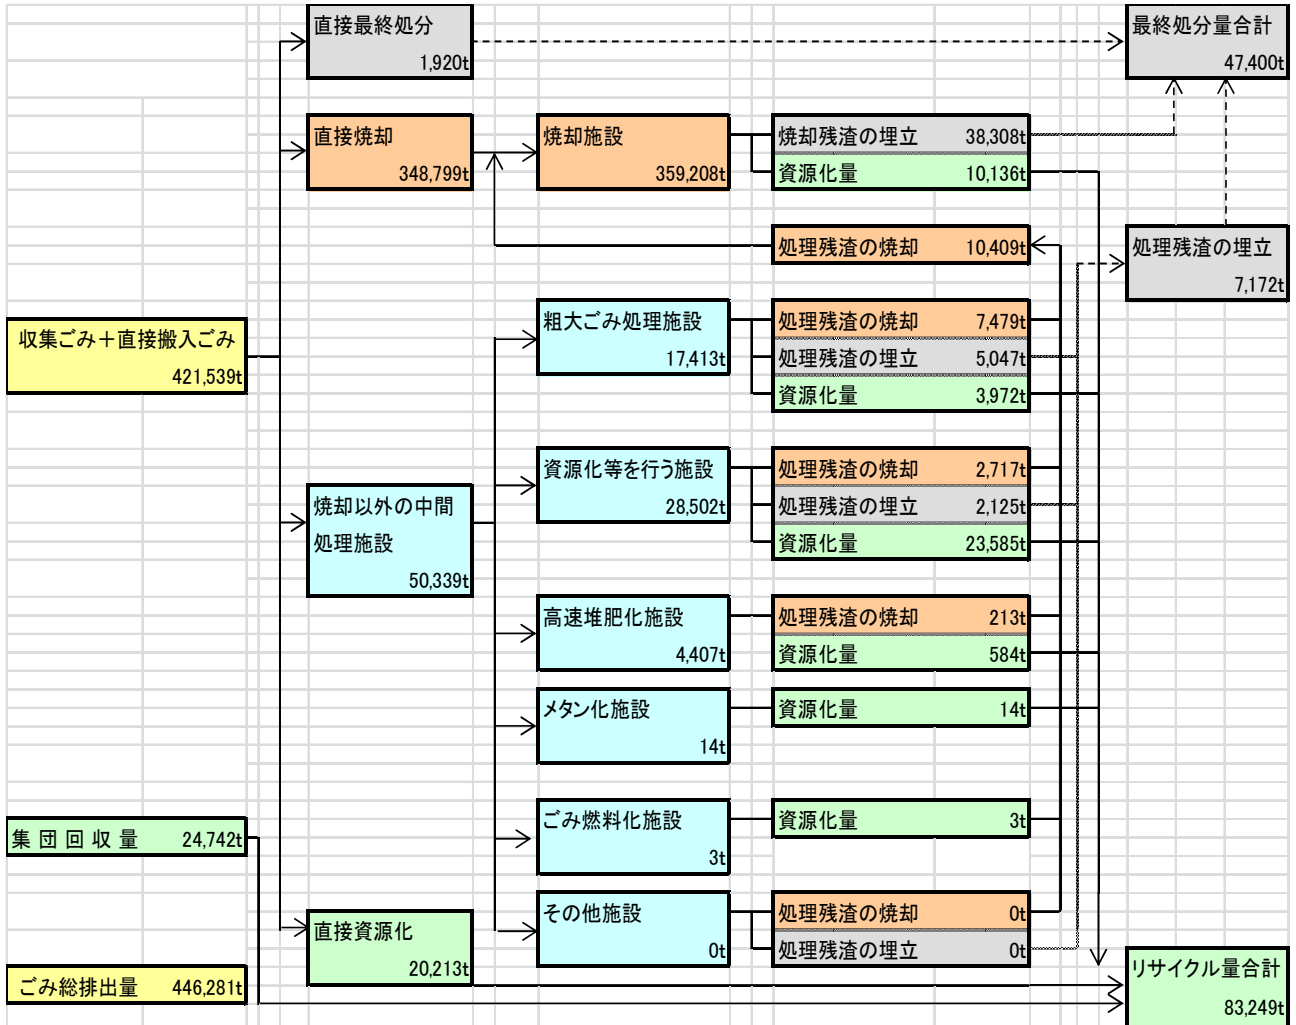 直接最終処分
1,920t
最終処分量合計
47,400t
直接焼却
348,799t
焼却施設
359,208t
焼却残渣の埋立 38,308t
資源化量 10,136t
処理残渣の焼却 10,409t
処理残渣の埋立
7,172t
収集ごみ＋直接搬入ごみ
421,539t
粗大ごみ処理施設
17,413t
処理残渣の焼却 7,479t
処理残渣の埋立 5,047t
資源化量 3,972t
焼却以外の中間
処理施設
50,339t
資源化等を行う施設
28,502t
処理残渣の焼却 2,717t
処理残渣の埋立 2,125t
資源化量 23,585t
高速堆肥化施設
4,407t
処理残渣の焼却 213t
資源化量 584t
メタン化施設
14t
資源化量 14t
ごみ燃料化施設
3t
資源化量 3t
集団回収量 24,742t
その他施設
0t
処理残渣の焼却 0t
処理残渣の埋立 0t
直接資源化
20,213t
ごみ総排出量 446,281t
リサイクル量合計
83,249t